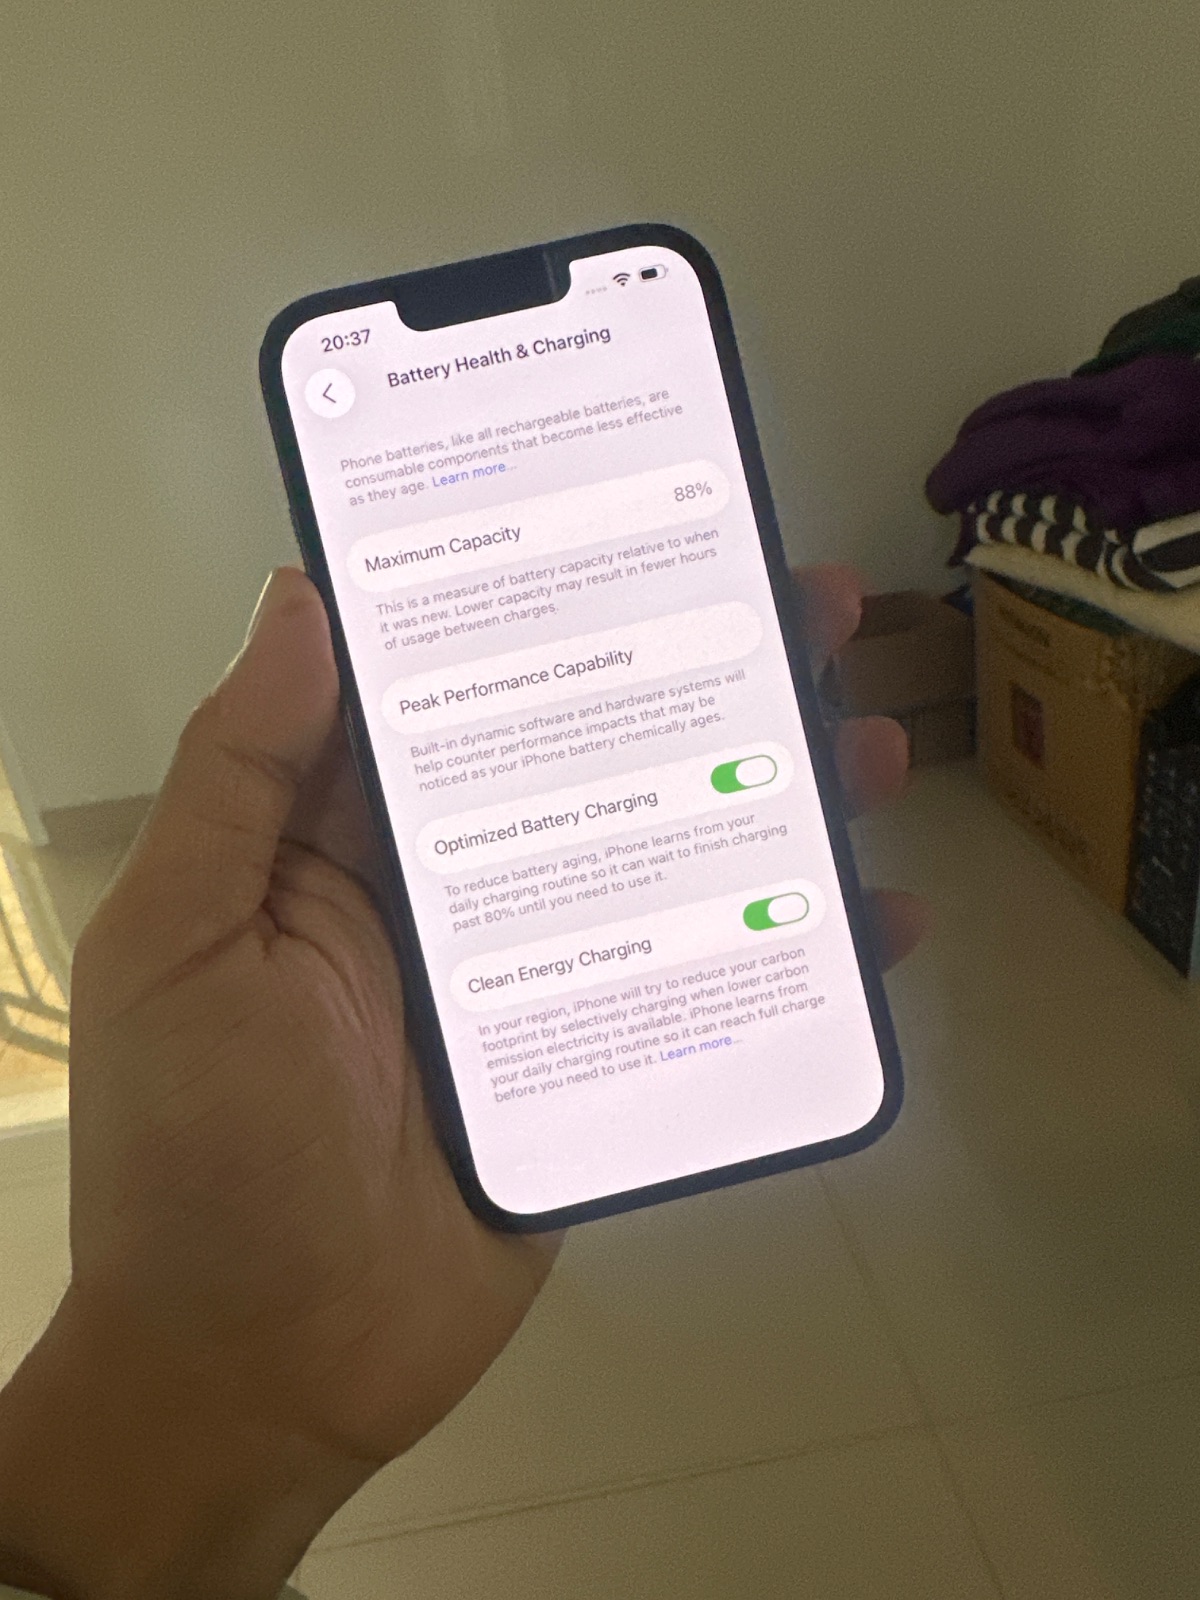 20:37
Battery Health & Charging
Phone batteries, like all rechargeable batteries, are
consumable components that become less effective
as they age. Learn more...
Maximum Capacity 88%
This is a measure of battery capacity relative to when
it was new. Lower capacity may result in fewer hours
of usage between charges.
Peak Performance Capability
Built-in dynamic software and hardware systems will
help counter performance impacts that may be
noticed as your iPhone battery chemically ages.
Optimized Battery Charging
To reduce battery aging, iPhone learns from your
daily charging routine so it can wait to finish charging
past 80% until you need to use it.
Clean Energy Charging
In your region, iPhone will try to reduce your carbon
footprint by selectively charging when lower carbon
emission electricity is available. iPhone learns from
your daily charging routine so it can reach full charge
before you need to use it. Learn more...